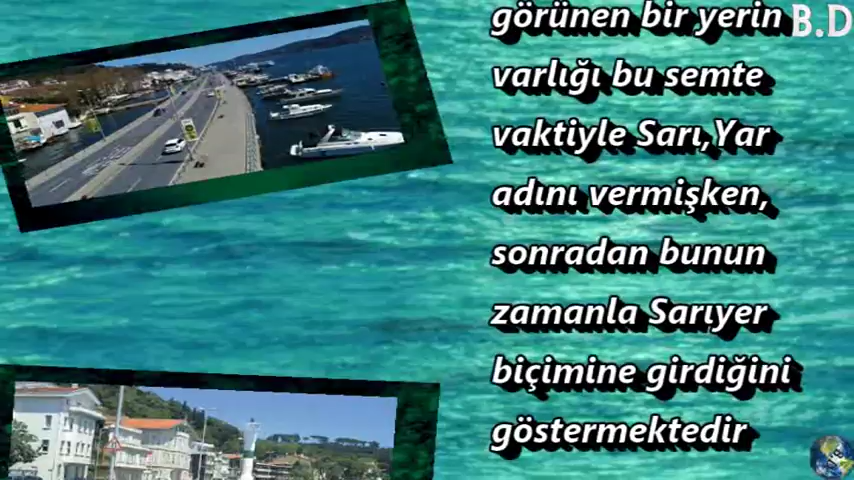 görünen bir yerin
B.D
varlığı bu semte
vaktiyle Sarı,Yar
adını vermişken,
sonradan bunun
zamanla Sarıyer
biçimine girdiğini
göstermektedir